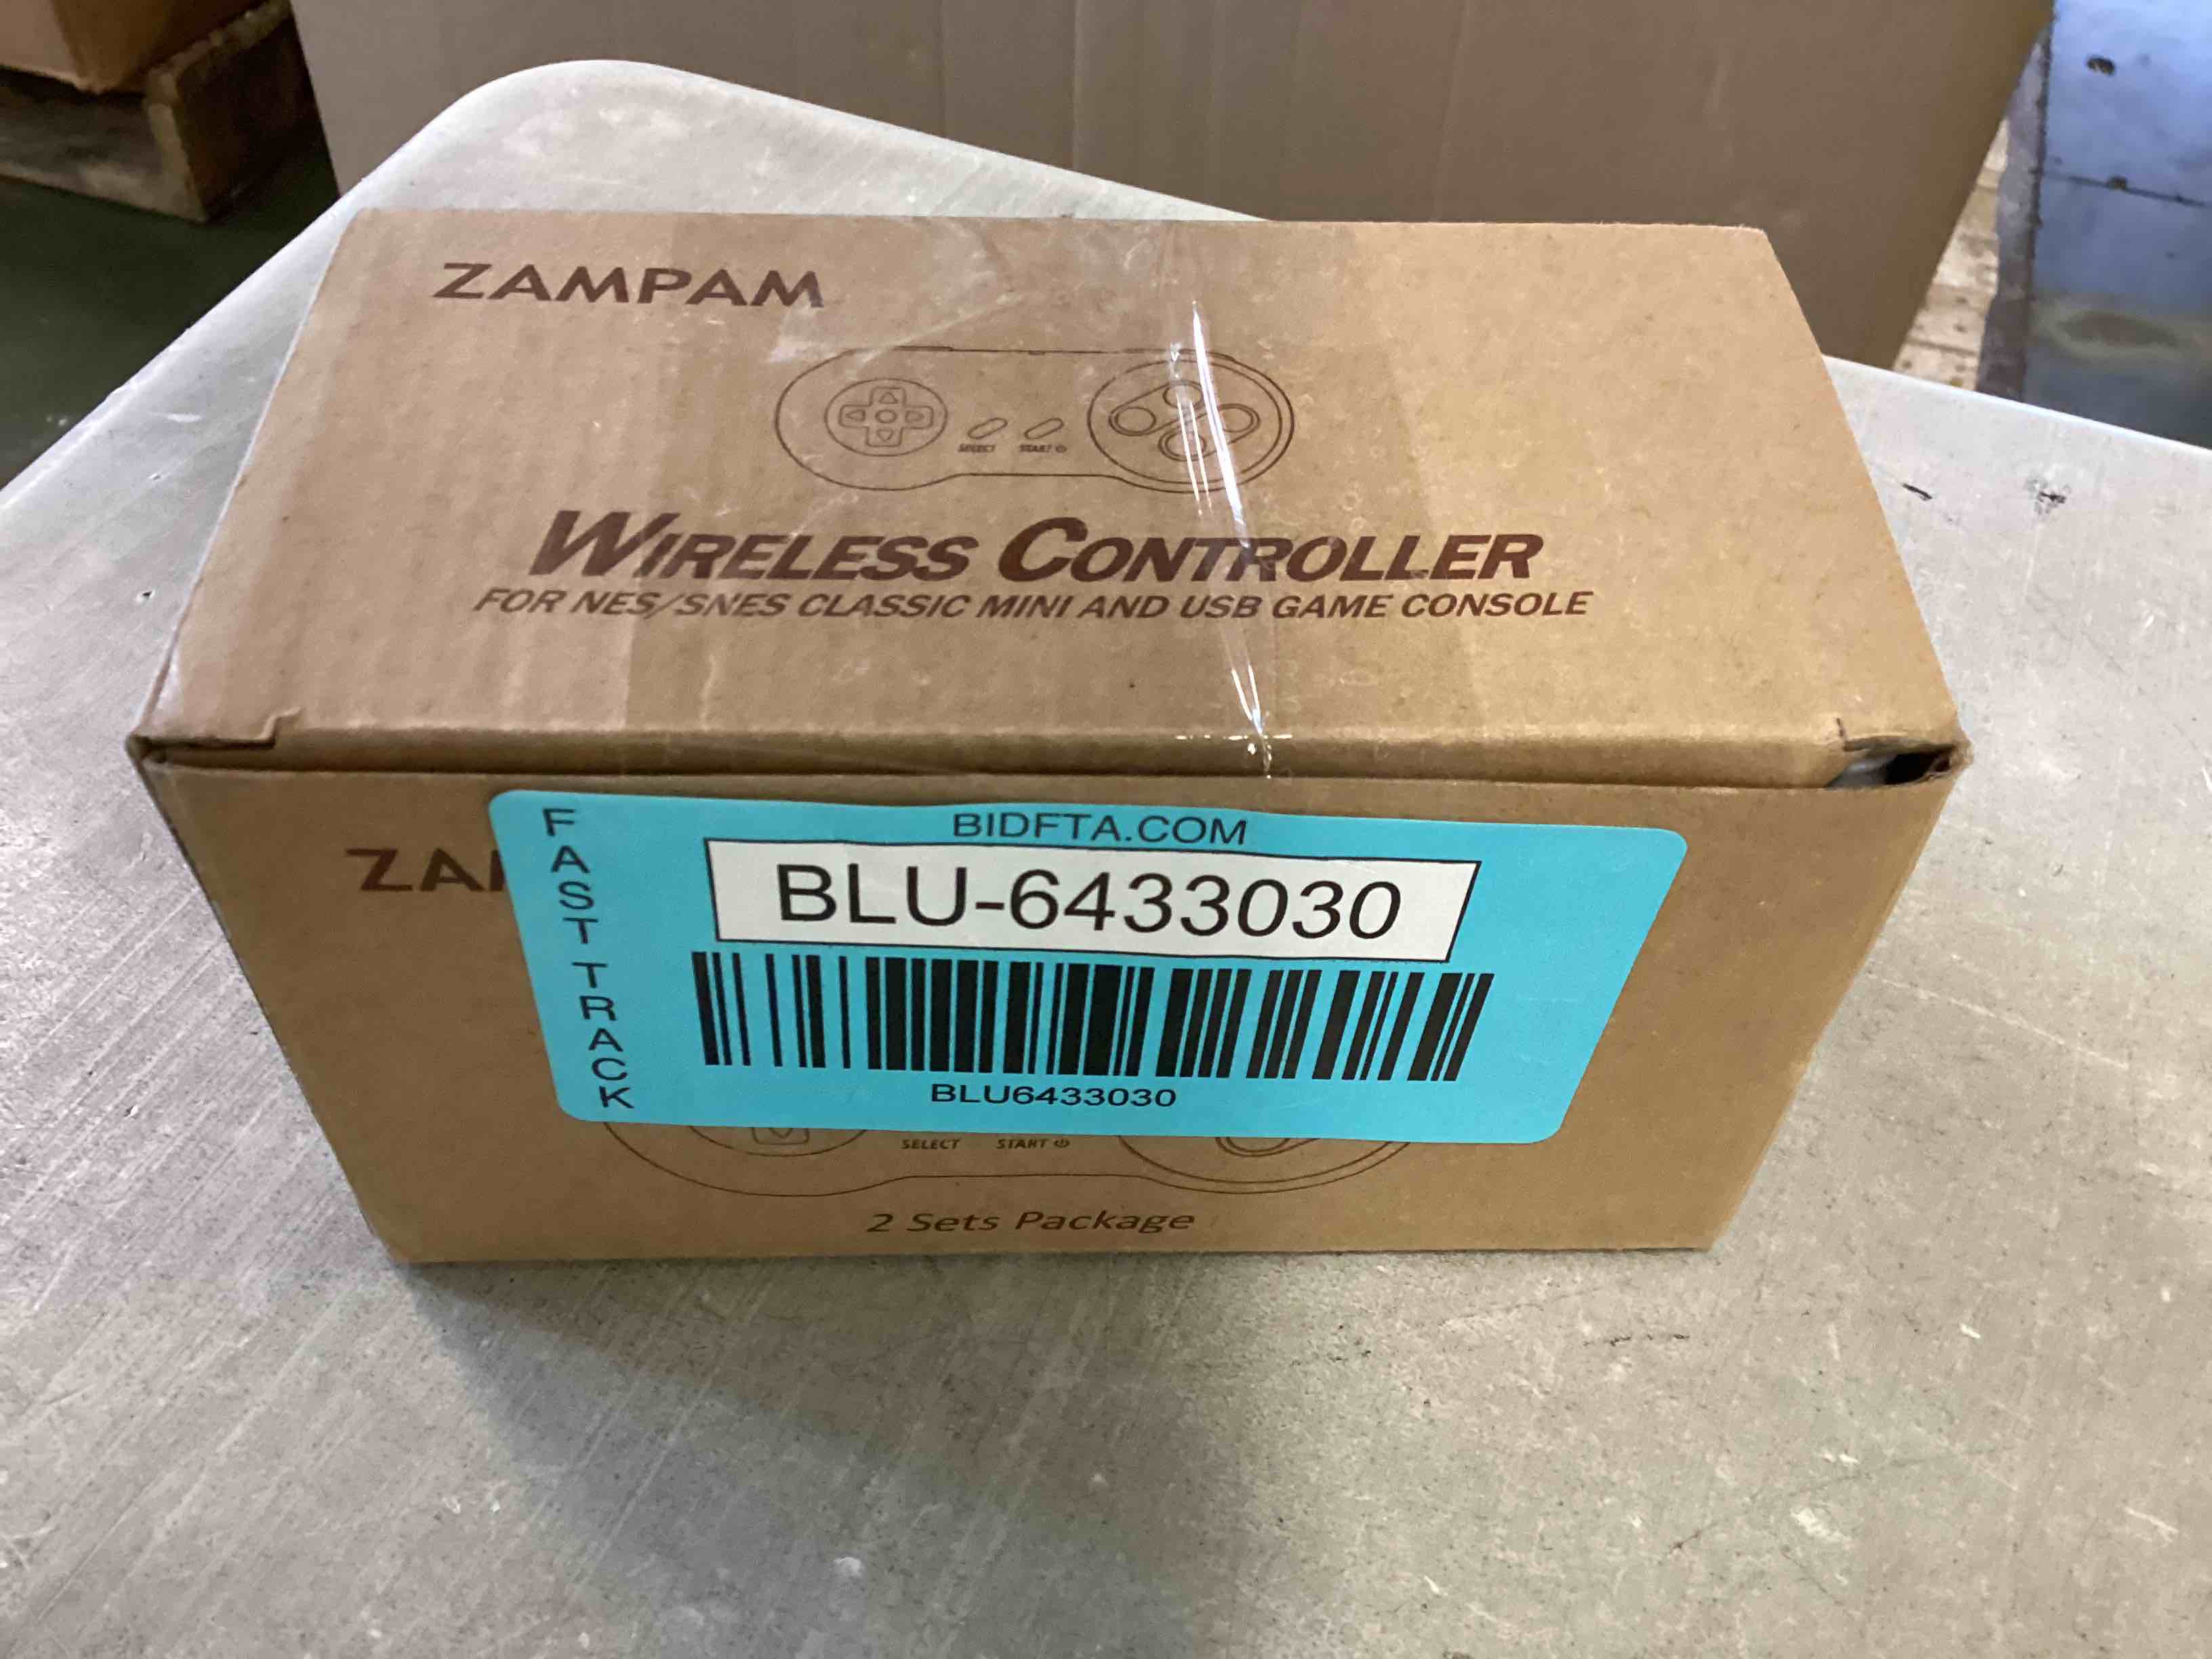 ZAMPAM
SELECT START
WIRELESS CONTROLLER
FOR NES/SNES CLASSIC MINI AND USB GAME CONSOLE
ZAI
FAST TRACK
BIDFTA.COM
BLU-6433030
BLU6433030
SELECT START
2 Sets Package